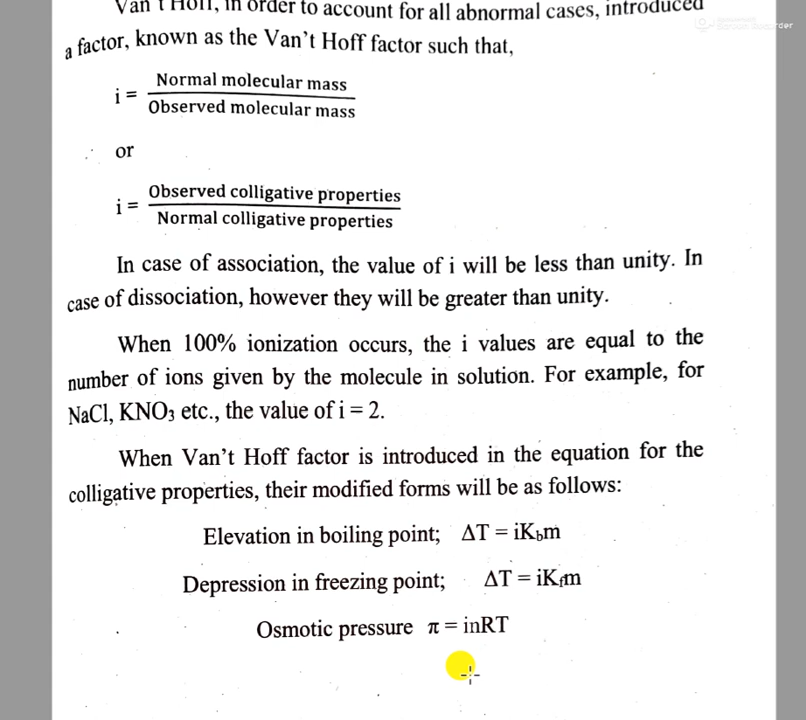 Van't Hoff, in order to account for all abnormal cases, introduced
a factor, known as the Van't Hoff factor such that,
i = Normal molecular mass
Observed molecular mass
or
i = Observed colligative properties
Normal colligative properties
In case of association, the value of i will be less than unity. In
case of dissociation, however they will be greater than unity.
When 100% ionization occurs, the i values are equal to the
number of ions given by the molecule in solution. For example, for
NaCl, KNO₃ etc., the value of i = 2.
When Van't Hoff factor is introduced in the equation for the
colligative properties, their modified forms will be as follows:
Elevation in boiling point; ΔT = iK_bm
Depression in freezing point; ΔT = iK_fm
Osmotic pressure π = inRT